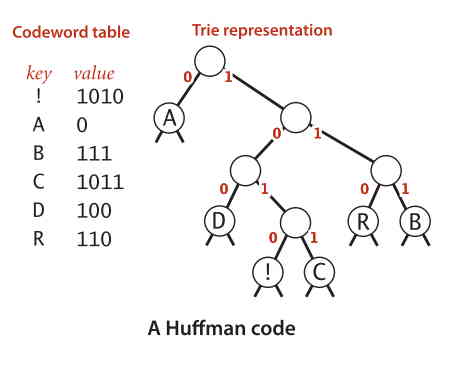 Codeword table
key value
! 1010
A 0
B 111
C 1011
D 100
R 110
Trie representation
0 1
A
0 1
0 1 0 1
D R B
0 1
! C
A Huffman code